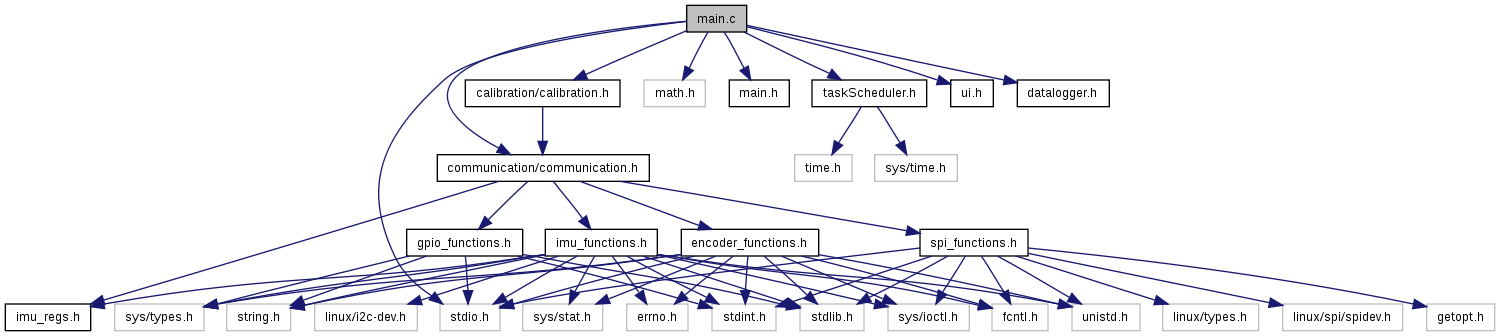 main.c
calibration/calibration.h
math.h
main.h
taskScheduler.h
ui.h
datalogger.h
communication/communication.h
time.h
sys/time.h
gpio_functions.h
imu_functions.h
encoder_functions.h
spi_functions.h
imu_regs.h
sys/types.h
string.h
linux/i2c-dev.h
stdio.h
sys/stat.h
errno.h
stdint.h
stdlib.h
sys/ioctl.h
fcntl.h
unistd.h
linux/types.h
linux/spi/spidev.h
getopt.h